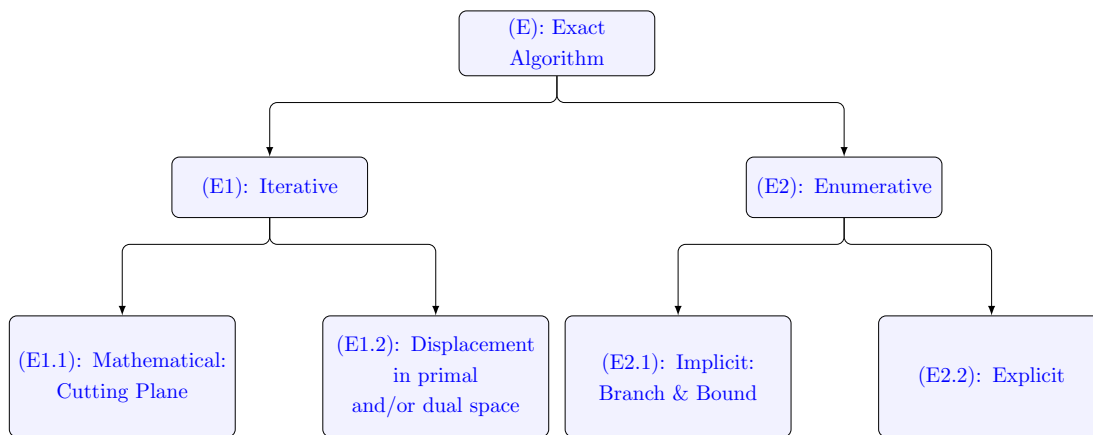 (E): Exact
Algorithm
(E1): Iterative
(E2): Enumerative
(E1.1): Mathematical:
Cutting Plane
(E1.2): Displacement
in primal
and/or dual space
(E2.1): Implicit:
Branch & Bound
(E2.2): Explicit